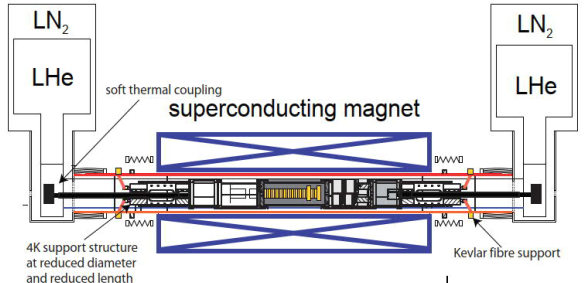 LN2
LHe
soft thermal coupling
superconducting magnet
LN2
LHe
4K support structure
at reduced diameter
and reduced length
Kevlar fibre support